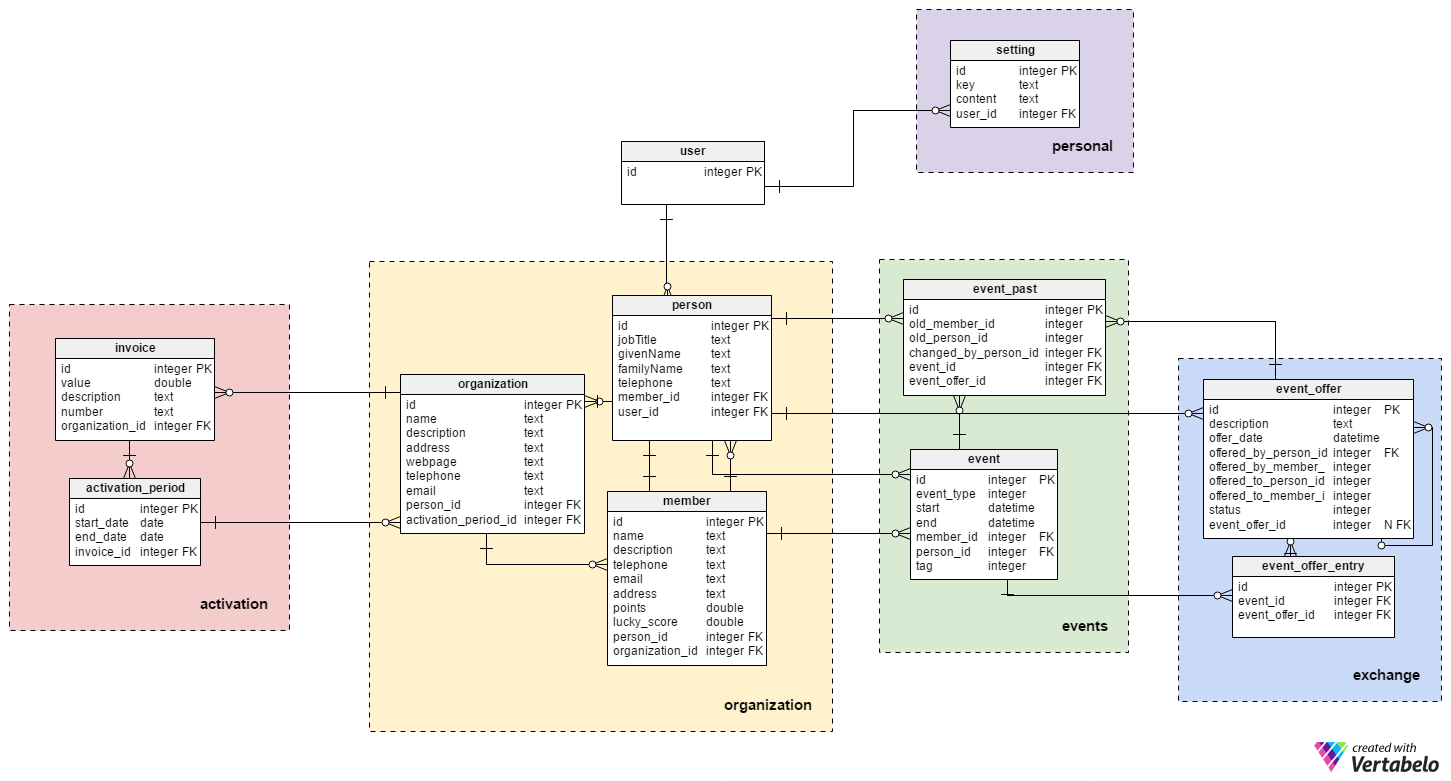 setting
id integer PK
key text
content text
user_id integer FK
personal
user
id integer PK
person
id integer PK
jobTitle text
givenName text
familyName text
telephone text
member_id integer FK
user_id integer FK
event_past
id integer PK
old_member_id integer
old_person_id integer
changed_by_person_id integer FK
event_id integer FK
event_offer_id integer FK
invoice
id integer PK
value double
description text
number text
organization_id integer FK
organization
id integer PK
name text
description text
address text
webpage text
telephone text
email text
person_id integer FK
activation_period_id integer FK
event_offer
id integer PK
description text
offer_date datetime
offered_by_person_id integer FK
offered_by_member_ integer
offered_to_person_id integer
offered_to_member_i integer
status integer
event_offer_id integer N FK
event
id integer PK
event_type integer
start datetime
end datetime
member_id integer FK
person_id integer FK
tag integer
activation_period
id integer PK
start_date date
end_date date
invoice_id integer FK
activation
member
id integer PK
name text
description text
telephone text
email text
address text
points double
lucky_score double
person_id integer FK
organization_id integer FK
organization
events
event_offer_entry
id integer PK
event_id integer FK
event_offer_id integer FK
exchange
created with
Vertabelo